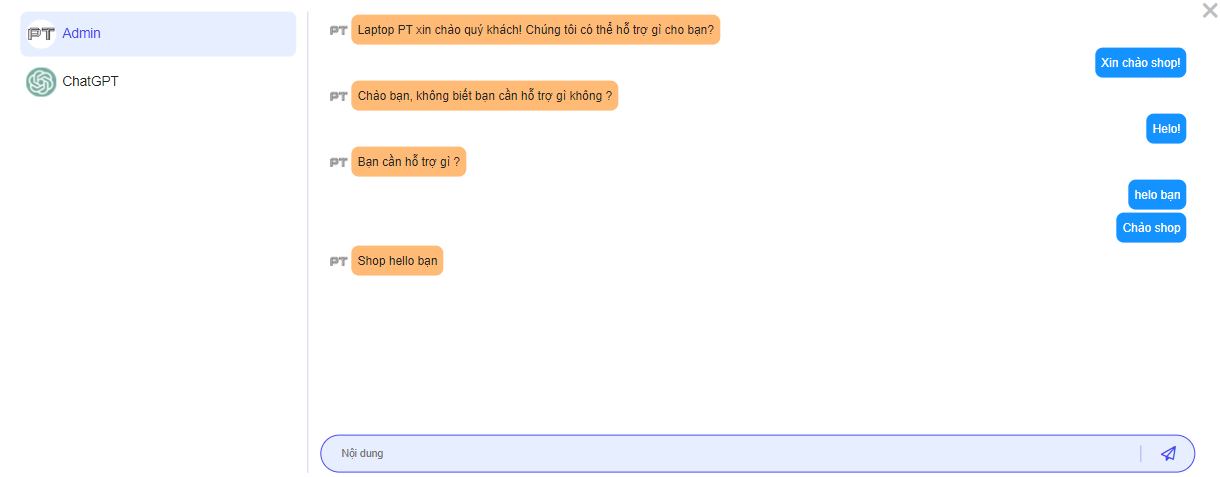 PT Admin
ChatGPT
PT Laptop PT xin chào quý khách! Chúng tôi có thể hỗ trợ gì cho bạn?
Xin chào shop!
PT Chào bạn, không biết bạn cần hỗ trợ gì không ?
Helo!
PT Bạn cần hỗ trợ gì ?
helo bạn
Chào shop
PT Shop hello bạn
Nội dung